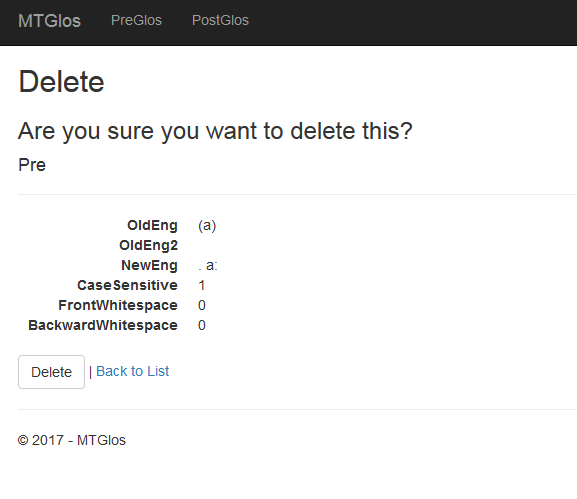 MTGlos PreGlos PostGlos
Delete
Are you sure you want to delete this?
Pre
OldEng (a)
OldEng2
NewEng . a:
CaseSensitive 1
FrontWhitespace 0
BackwardWhitespace 0
Delete | Back to List
© 2017 - MTGlos